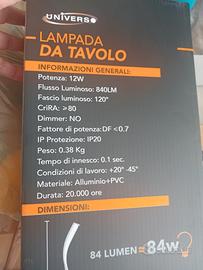 UNIVERSO
LAMPADA
DA TAVOLO
INFORMAZIONI GENERALI:
Potenza: 12W
Flusso Luminoso: 840LM
Fascio luminoso: 120°
CriRA: ≥80
Dimmer: NO
Fattore di potenza:DF<0.7
IP Protezione: IP20
Peso: 0.38 Kg
Tempo di innesco: 0.1 sec.
Condizioni di lavoro: +20° -45°
Materiale: Alluminio+PVC
Durata: 20.000 ore
DIMENSIONI:
84 LUMEN = 84w